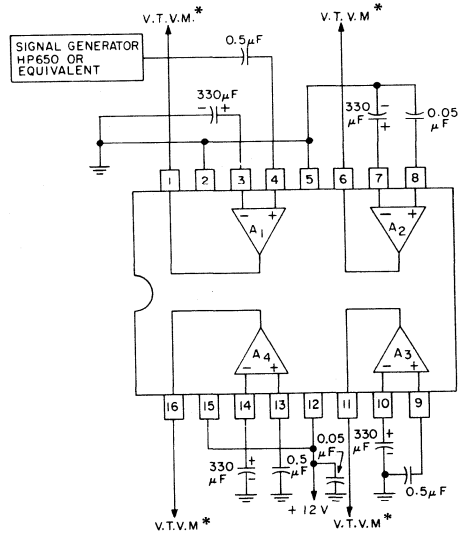 V.T.V.M.*
V.T.V.M*
SIGNAL GENERATOR
HP650 OR
EQUIVALENT
0.5μF
330μF
- +
330
μF
-
+
0.05
μF
1
2
3
4
5
6
7
8
- +
A1
- +
A2
A4
- +
A3
- +
16
15
14
13
12
11
10
9
330
μF
+
-
0.5
μF
0.05
μF
+12V
330
μF
+
-
0.5μF
V.T.V.M*
V.T.V.M*